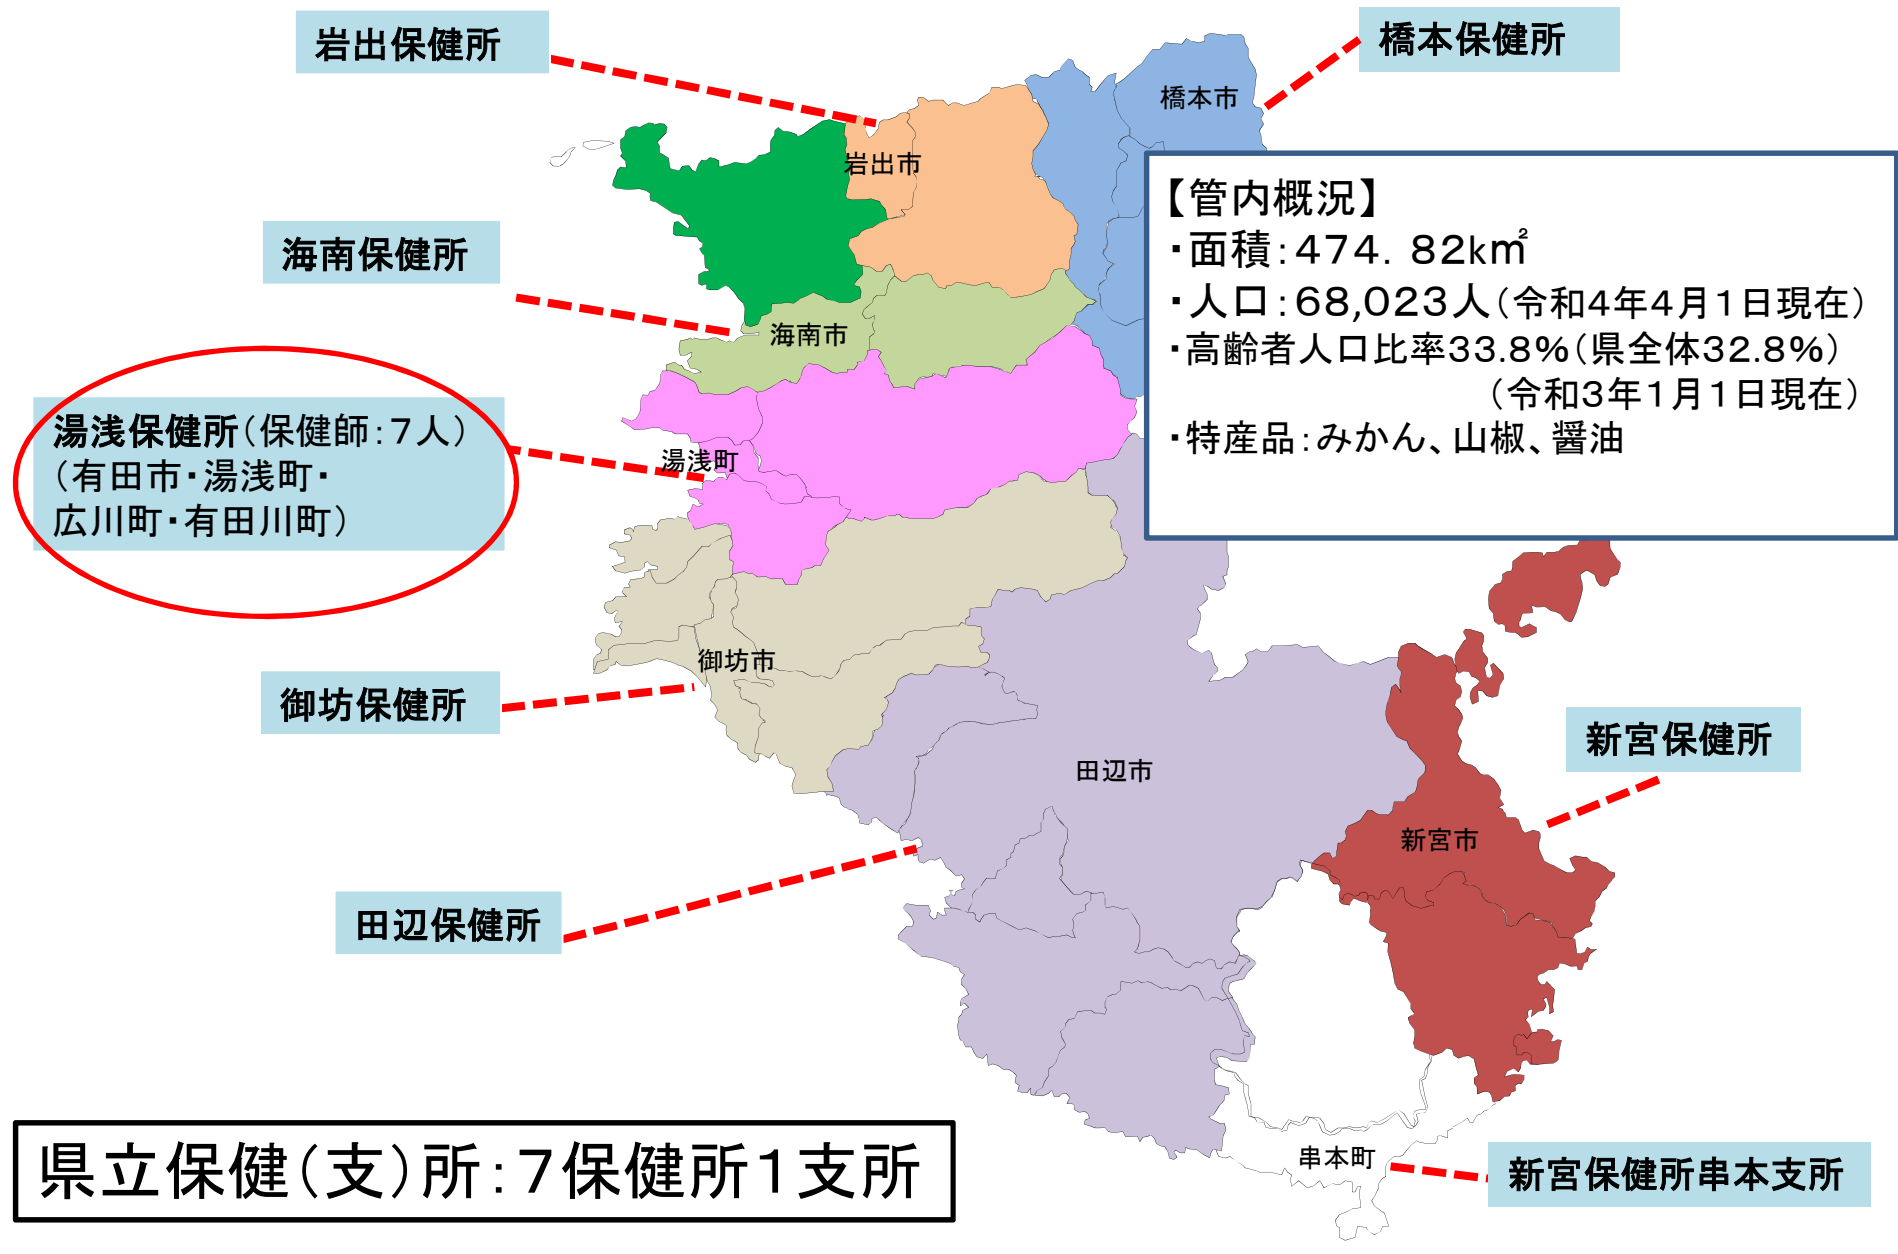 岩出保健所
橋本保健所
橋本市
岩出市
【管内概況】
・面積：４７４．８２k㎡
・人口：６８,０２３人（令和４年４月１日現在）
・高齢者人口比率３３.８％（県全体３２.８％）
（令和３年１月１日現在）
・特産品：みかん、山椒、醤油
海南保健所
海南市
湯浅保健所（保健師：７人）
（有田市・湯浅町・
広川町・有田川町）
湯浅町
御坊市
御坊保健所
新宮保健所
田辺市
新宮市
田辺保健所
県立保健（支）所：７保健所１支所
串本町
新宮保健所串本支所